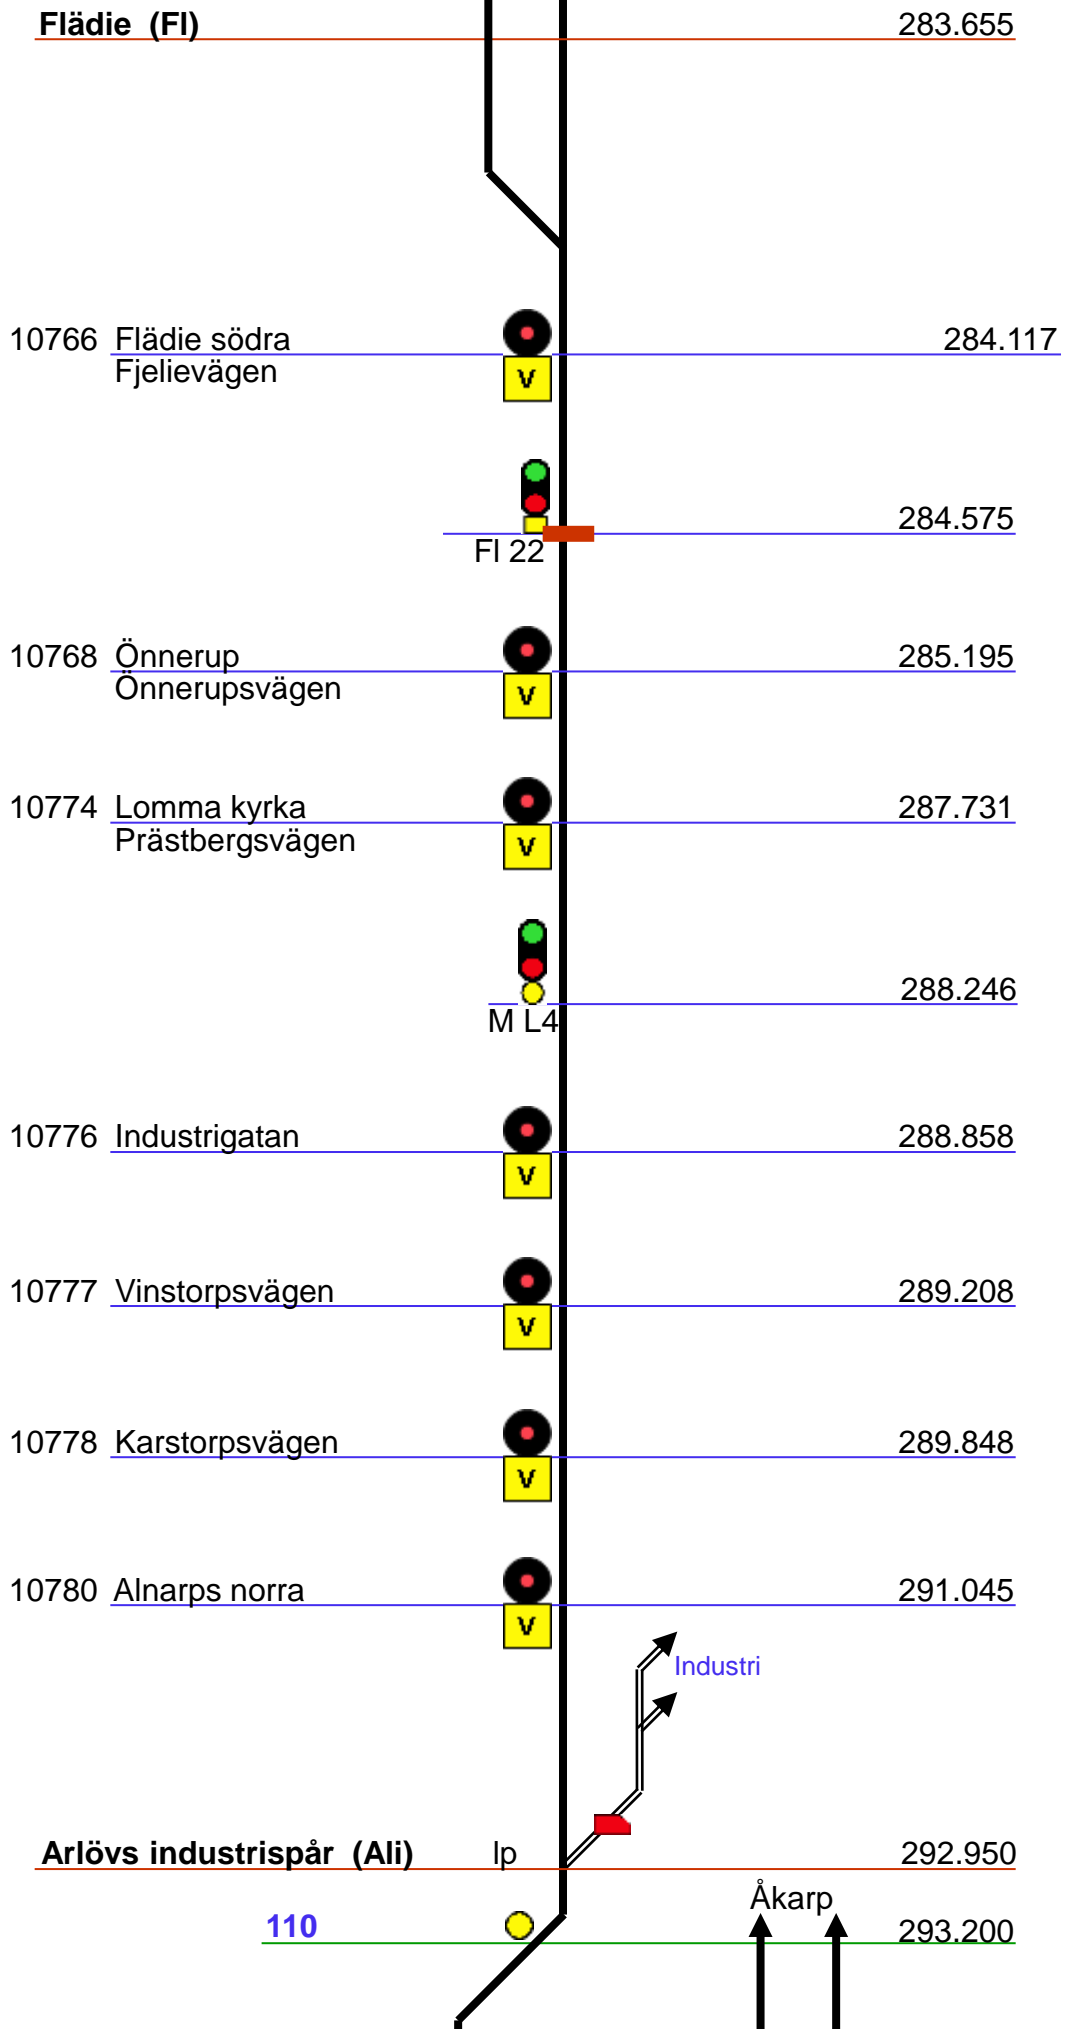 Flädie (Fl) 283.655
10766 Flädie södra 284.117
Fjelievägen
V
284.575
Fl 22
10768 Önnerup 285.195
Önnerupsvägen
V
10774 Lomma kyrka 287.731
Prästbergsvägen
V
288.246
M L4
10776 Industrigatan 288.858
V
10777 Vinstorpsvägen 289.208
V
10778 Karstorpsvägen 289.848
V
10780 Alnarps norra 291.045
V
Industri
Arlövs industrispår (Ali) lp 292.950
Åkarp
110 293.200